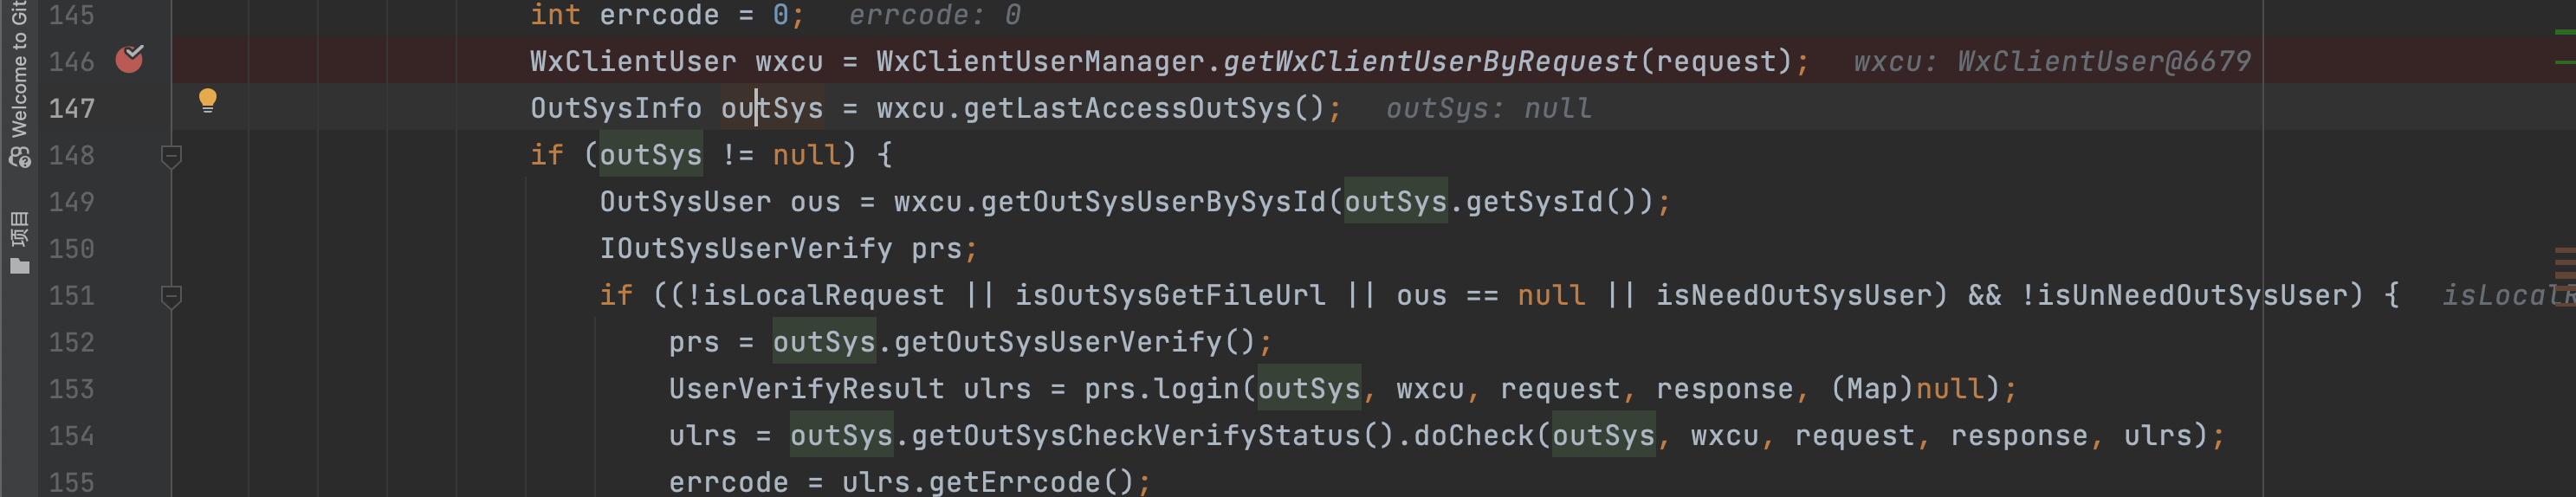 Welcome to Git
项目
145 int errcode = 0; errcode: 0
146 WxClientUser wxcu = WxClientUserManager.getWxClientUserByRequest(request); wxcu: WxClientUser@6679
147 OutSysInfo outSys = wxcu.getLastAccessOutSys(); outSys: null
148 if (outSys != null) {
149 OutSysUser ous = wxcu.getOutSysUserBySysId(outSys.getSysId());
150 IOutSysUserVerify prs;
151 if ((!isLocalRequest || isOutSysGetFileUrl || ous == null || isNeedOutSysUser) && !isUnNeedOutSysUser) { isLocalR
152 prs = outSys.getOutSysUserVerify();
153 UserVerifyResult ulrs = prs.login(outSys, wxcu, request, response, (Map)null);
154 ulrs = outSys.getOutSysCheckVerifyStatus().doCheck(outSys, wxcu, request, response, ulrs);
155 errcode = ulrs.getErrcode();